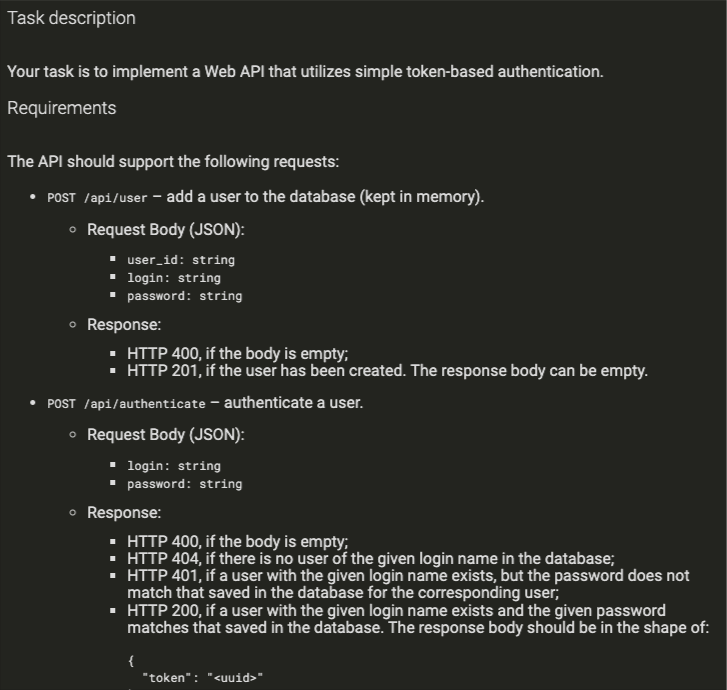 Task description
Your task is to implement a Web API that utilizes simple token-based authentication.
Requirements
The API should support the following requests:
• POST /api/user – add a user to the database (kept in memory).
◦ Request Body (JSON):
▪ user_id: string
▪ login: string
▪ password: string
◦ Response:
▪ HTTP 400, if the body is empty;
▪ HTTP 201, if the user has been created. The response body can be empty.
• POST /api/authenticate – authenticate a user.
◦ Request Body (JSON):
▪ login: string
▪ password: string
◦ Response:
▪ HTTP 400, if the body is empty;
▪ HTTP 404, if there is no user of the given login name in the database;
▪ HTTP 401, if a user with the given login name exists, but the password does not
match that saved in the database for the corresponding user;
▪ HTTP 200, if a user with the given login name exists and the given password
matches that saved in the database. The response body should be in the shape of:
{
"token": "<uuid>"